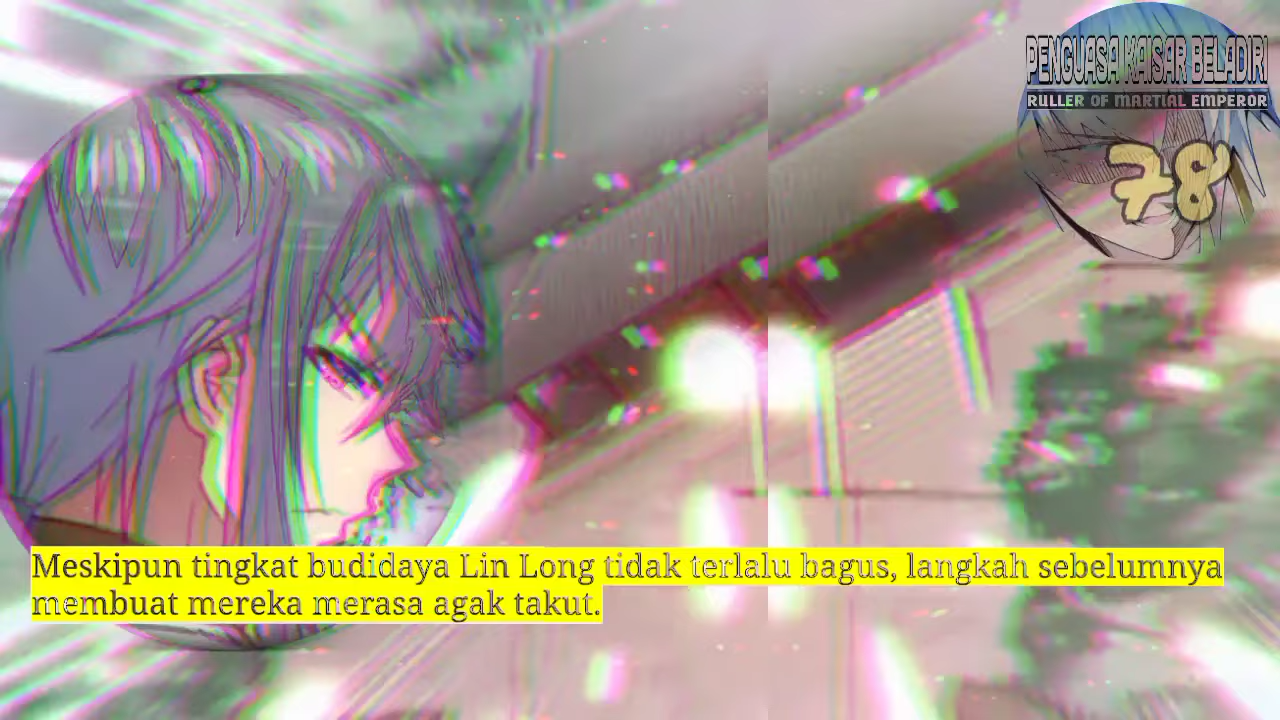 PENGUASA KAISAR BELADIRI
RULLER OF MARTIAL EMPEROR
78
Meskipun tingkat budidaya Lin Long tidak terlalu bagus, langkah sebelumnya
membuat mereka merasa agak takut.